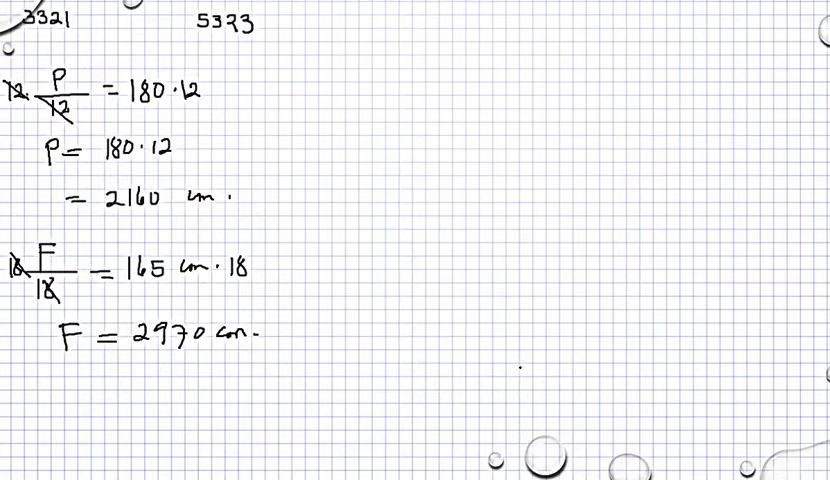 3321 5323
12 P/12 = 180 · 12
P = 180 · 12
= 2160 cm.
18 F/18 = 165 cm · 18
F = 2970 cm.